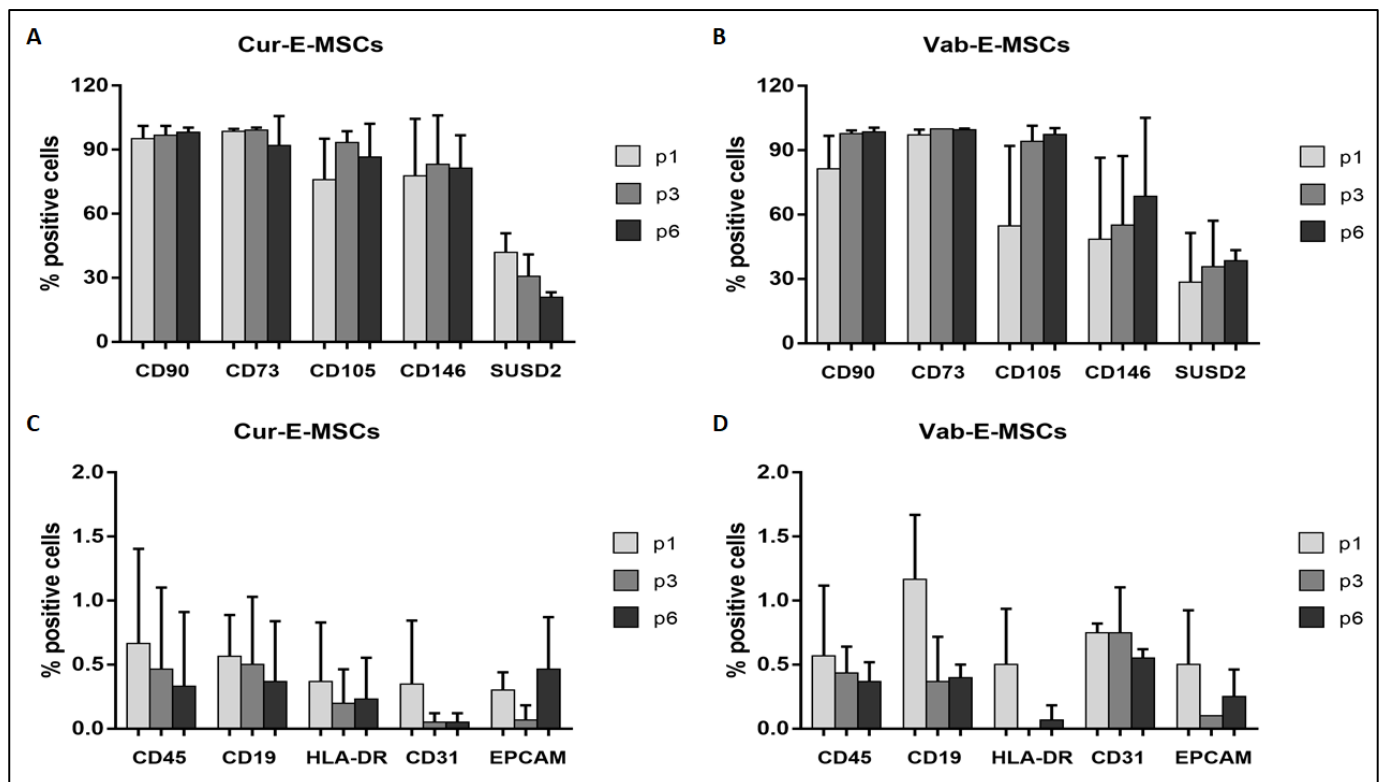 A
Cur-E-MSCs
% positive cells
120
90
60
30
0
CD90 CD73 CD105 CD146 SUSD2
p1
p3
p6
B
Vab-E-MSCs
% positive cells
120
90
60
30
0
CD90 CD73 CD105 CD146 SUSD2
p1
p3
p6
C
Cur-E-MSCs
% positive cells
2.0
1.5
1.0
0.5
0.0
CD45 CD19 HLA-DR CD31 EPCAM
p1
p3
p6
D
Vab-E-MSCs
% positive cells
2.0
1.5
1.0
0.5
0.0
CD45 CD19 HLA-DR CD31 EPCAM
p1
p3
p6